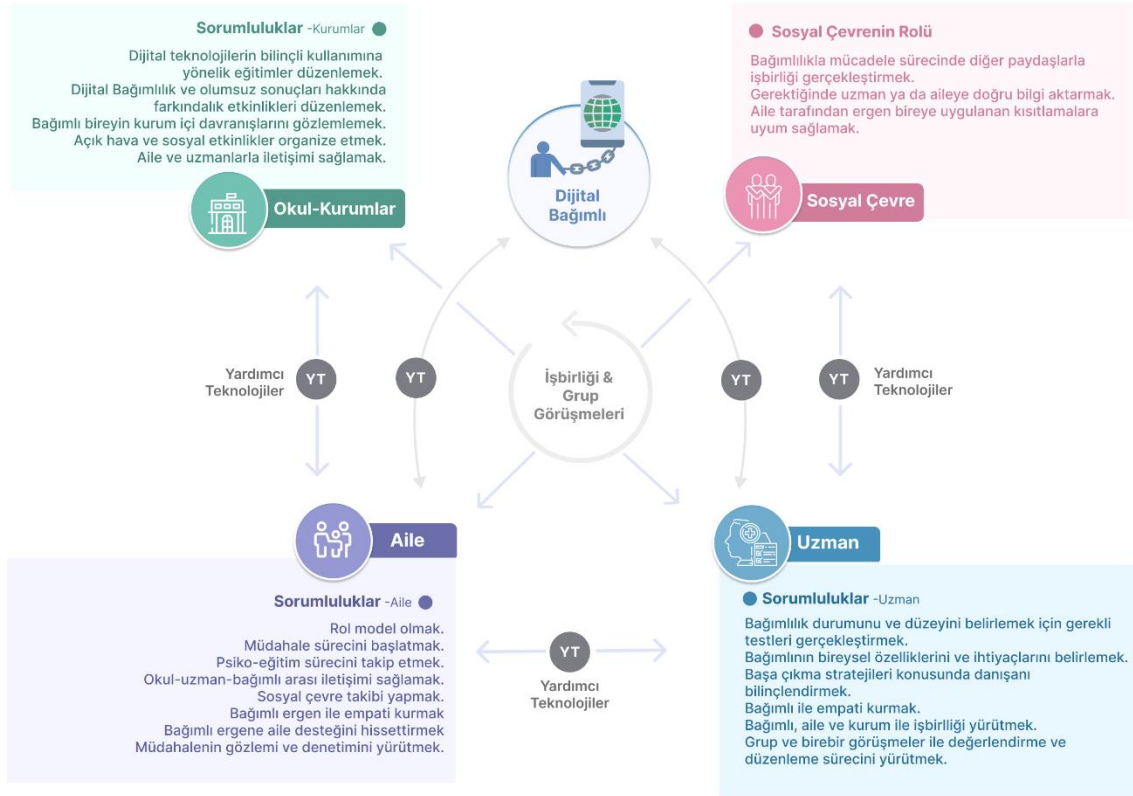 Sorumluluklar -Kurumlar
Dijital teknolojilerin bilinçli kullanımına
yönelik eğitimler düzenlemek.
Dijital Bağımlılık ve olumsuz sonuçları hakkında
farkındalık etkinlikleri düzenlemek.
Bağımlı bireyin kurum içi davranışlarını gözlemlemek.
Açık hava ve sosyal etkinlikler organize etmek.
Aile ve uzmanlarla iletişimi sağlamak.
Okul-Kurumlar
Dijital
Bağımlı
Sosyal Çevrenin Rolü
Bağımlılıkla mücadele sürecinde diğer paydaşlarla
işbirliği gerçekleştirmek.
Gerektiğinde uzman ya da aileye doğru bilgi aktarmak.
Aile tarafından ergen bireye uygulanan kısıtlamalara
uyum sağlamak.
Sosyal Çevre
Yardımcı
Teknolojiler
YT
YT
İşbirliği &
Grup
Görüşmeleri
YT
YT
Yardımcı
Teknolojiler
Aile
Sorumluluklar -Aile
Rol model olmak.
Müdahale sürecini başlatmak.
Psiko-eğitim sürecini takip etmek.
Okul-uzman-bağımlı arası iletişimi sağlamak.
Sosyal çevre takibi yapmak.
Bağımlı ergen ile empati kurmak
Bağımlı ergene aile desteğini hissettirmek
Müdahalenin gözlemi ve denetimini yürütmek.
YT
Yardımcı
Teknolojiler
Uzman
Sorumluluklar -Uzman
Bağımlılık durumunu ve düzeyini belirlemek için gerekli
testleri gerçekleştirmek.
Bağımlının bireysel özelliklerini ve ihtiyaçlarını belirlemek.
Başa çıkma stratejileri konusunda danışanı
bilinçlendirmek.
Bağımlı ile empati kurmak.
Bağımlı, aile ve kurum ile işbirlliği yürütmek.
Grup ve birebir görüşmeler ile değerlendirme ve
düzenleme sürecini yürütmek.